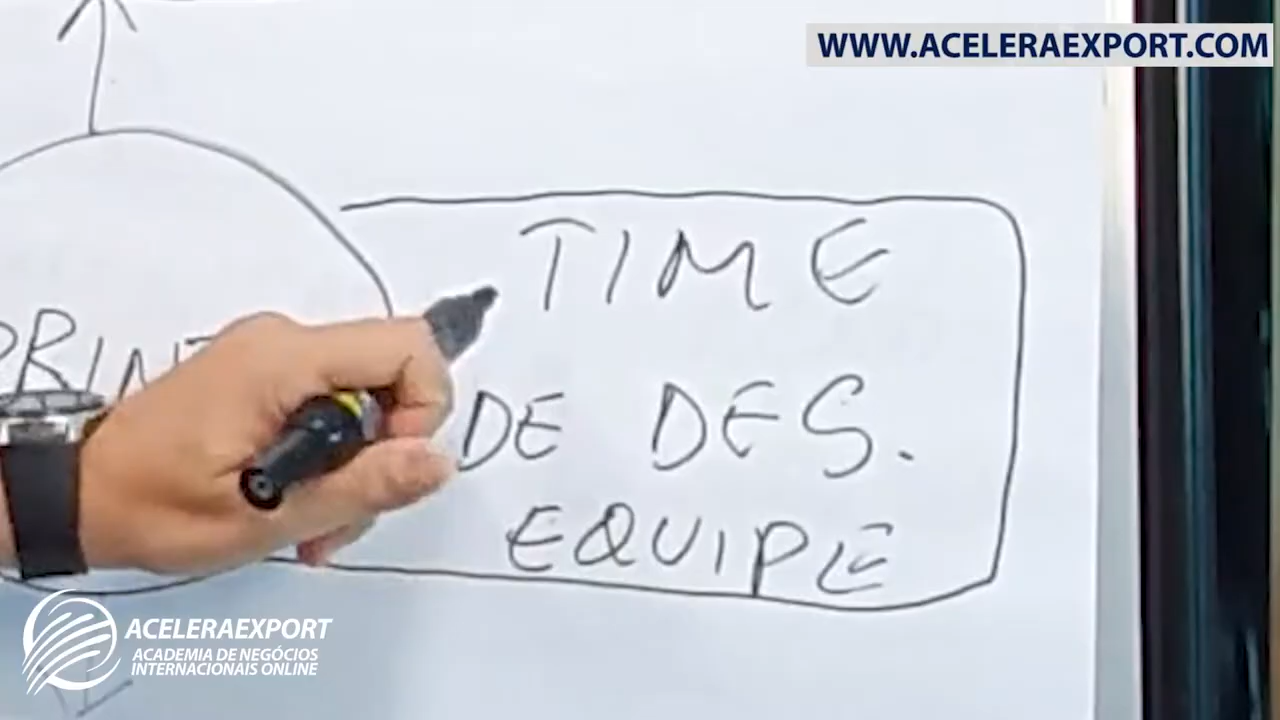 WWW.ACELERAEXPORT.COM
TIME
DE DES.
EQUIPE
ACELERAEXPORT
ACADEMIA DE NEGÓCIOS
INTERNACIONAIS ONLINE